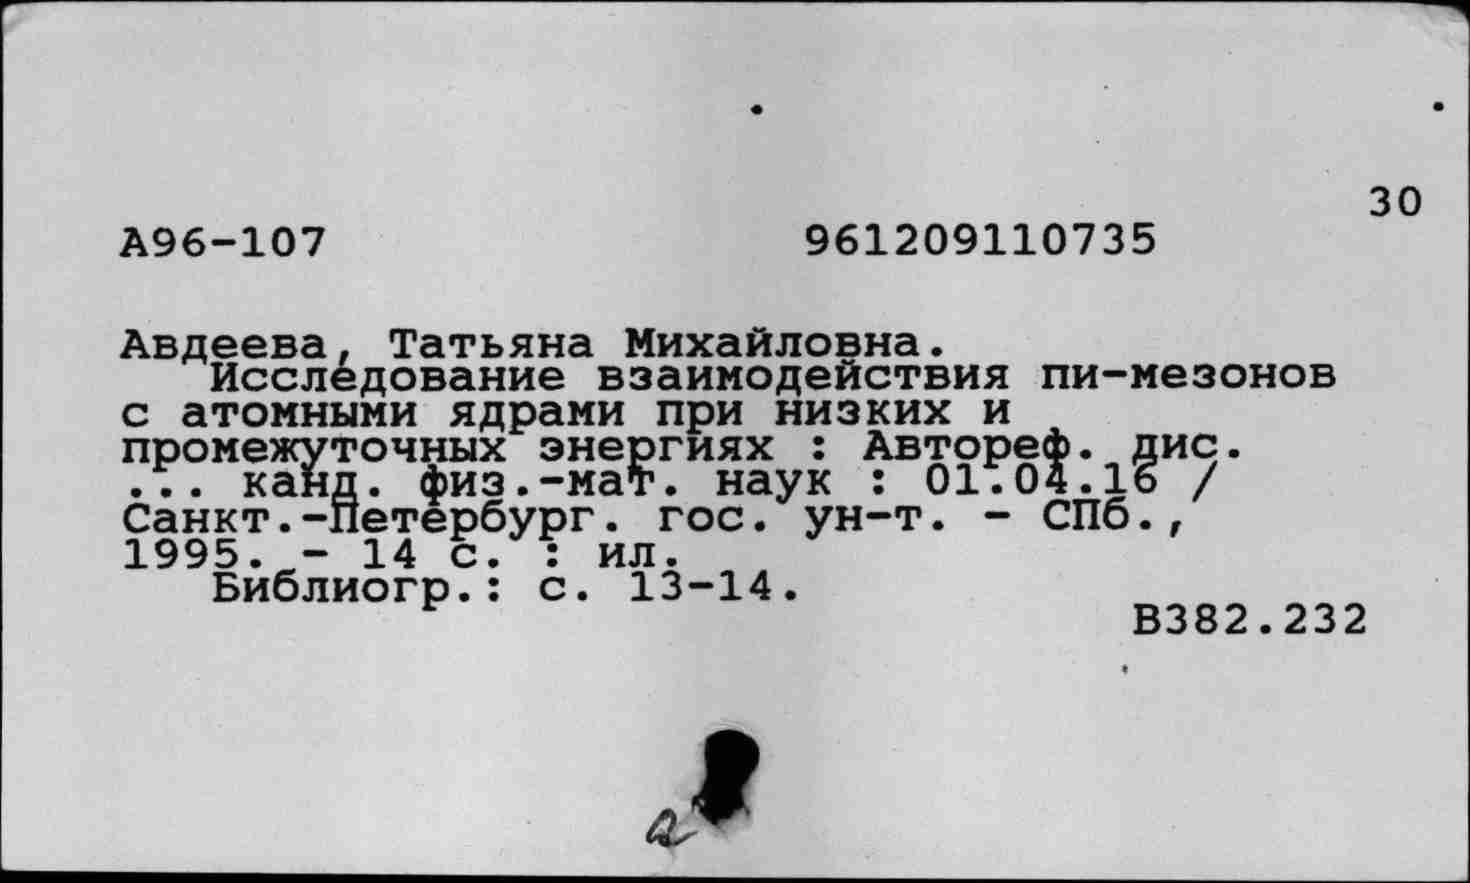 30
А96-107 961209110735
Авдеева, Татьяна Михайловна.
Исследование взаимодействия пи-мезонов
с атомными ядрами при низких и
промежуточных энергиях : Автореф. дис.
... канд. физ.-мат. наук : 01.04.16 /
Санкт.-Петербург. гос. ун-т. - СПб.,
1995. - 14 с. : ил.
Библиогр.: с. 13-14.
В382.232